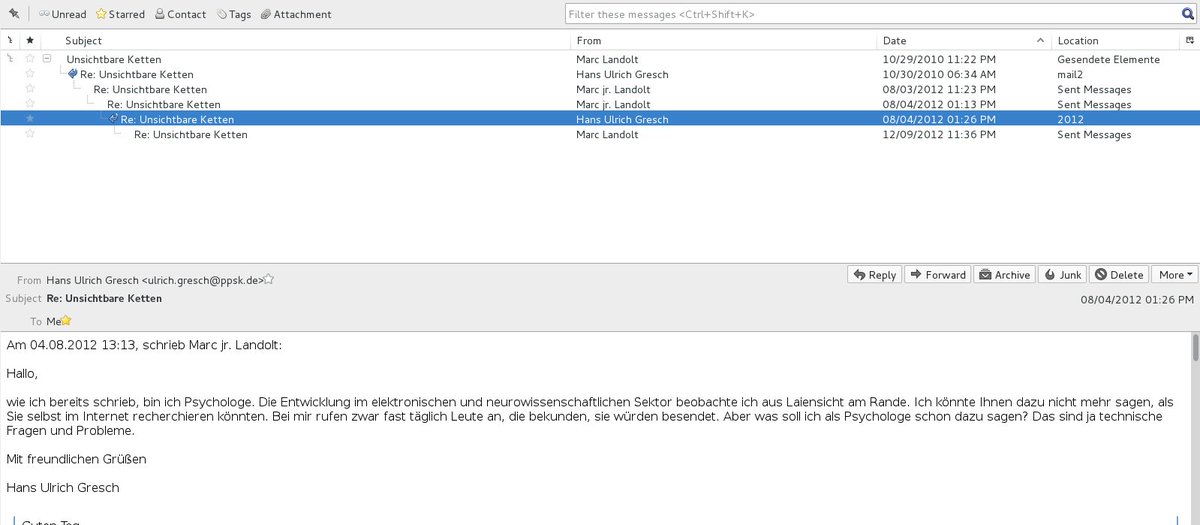 Unread Starred Contact Tags Attachment Filter these messages <Ctrl+Shift+K>
Subject From Date Location
Unsichtbare Ketten Marc Landolt 10/29/2010 11:22 PM Gesendete Elemente
Re: Unsichtbare Ketten Hans Ulrich Gresch 10/30/2010 06:34 AM mail2
Re: Unsichtbare Ketten Marc jr. Landolt 08/03/2012 11:23 PM Sent Messages
Re: Unsichtbare Ketten Marc jr. Landolt 08/04/2012 01:13 PM Sent Messages
Re: Unsichtbare Ketten Hans Ulrich Gresch 08/04/2012 01:26 PM 2012
Re: Unsichtbare Ketten Marc Landolt 12/09/2012 11:36 PM Sent Messages
From Hans Ulrich Gresch <ulrich.gresch@ppsk.de> Reply Forward Archive Junk Delete More
Subject Re: Unsichtbare Ketten 08/04/2012 01:26 PM
To Me
Am 04.08.2012 13:13, schrieb Marc jr. Landolt:
Hallo,
wie ich bereits schrieb, bin ich Psychologe. Die Entwicklung im elektronischen und neurowissenschaftlichen Sektor beobachte ich aus Laiensicht am Rande. Ich könnte Ihnen dazu nicht mehr sagen, als
Sie selbst im Internet recherchieren könnten. Bei mir rufen zwar fast täglich Leute an, die bekunden, sie würden besendet. Aber was soll ich als Psychologe schon dazu sagen? Das sind ja technische
Fragen und Probleme.
Mit freundlichen Grüßen
Hans Ulrich Gresch
Guten Tag